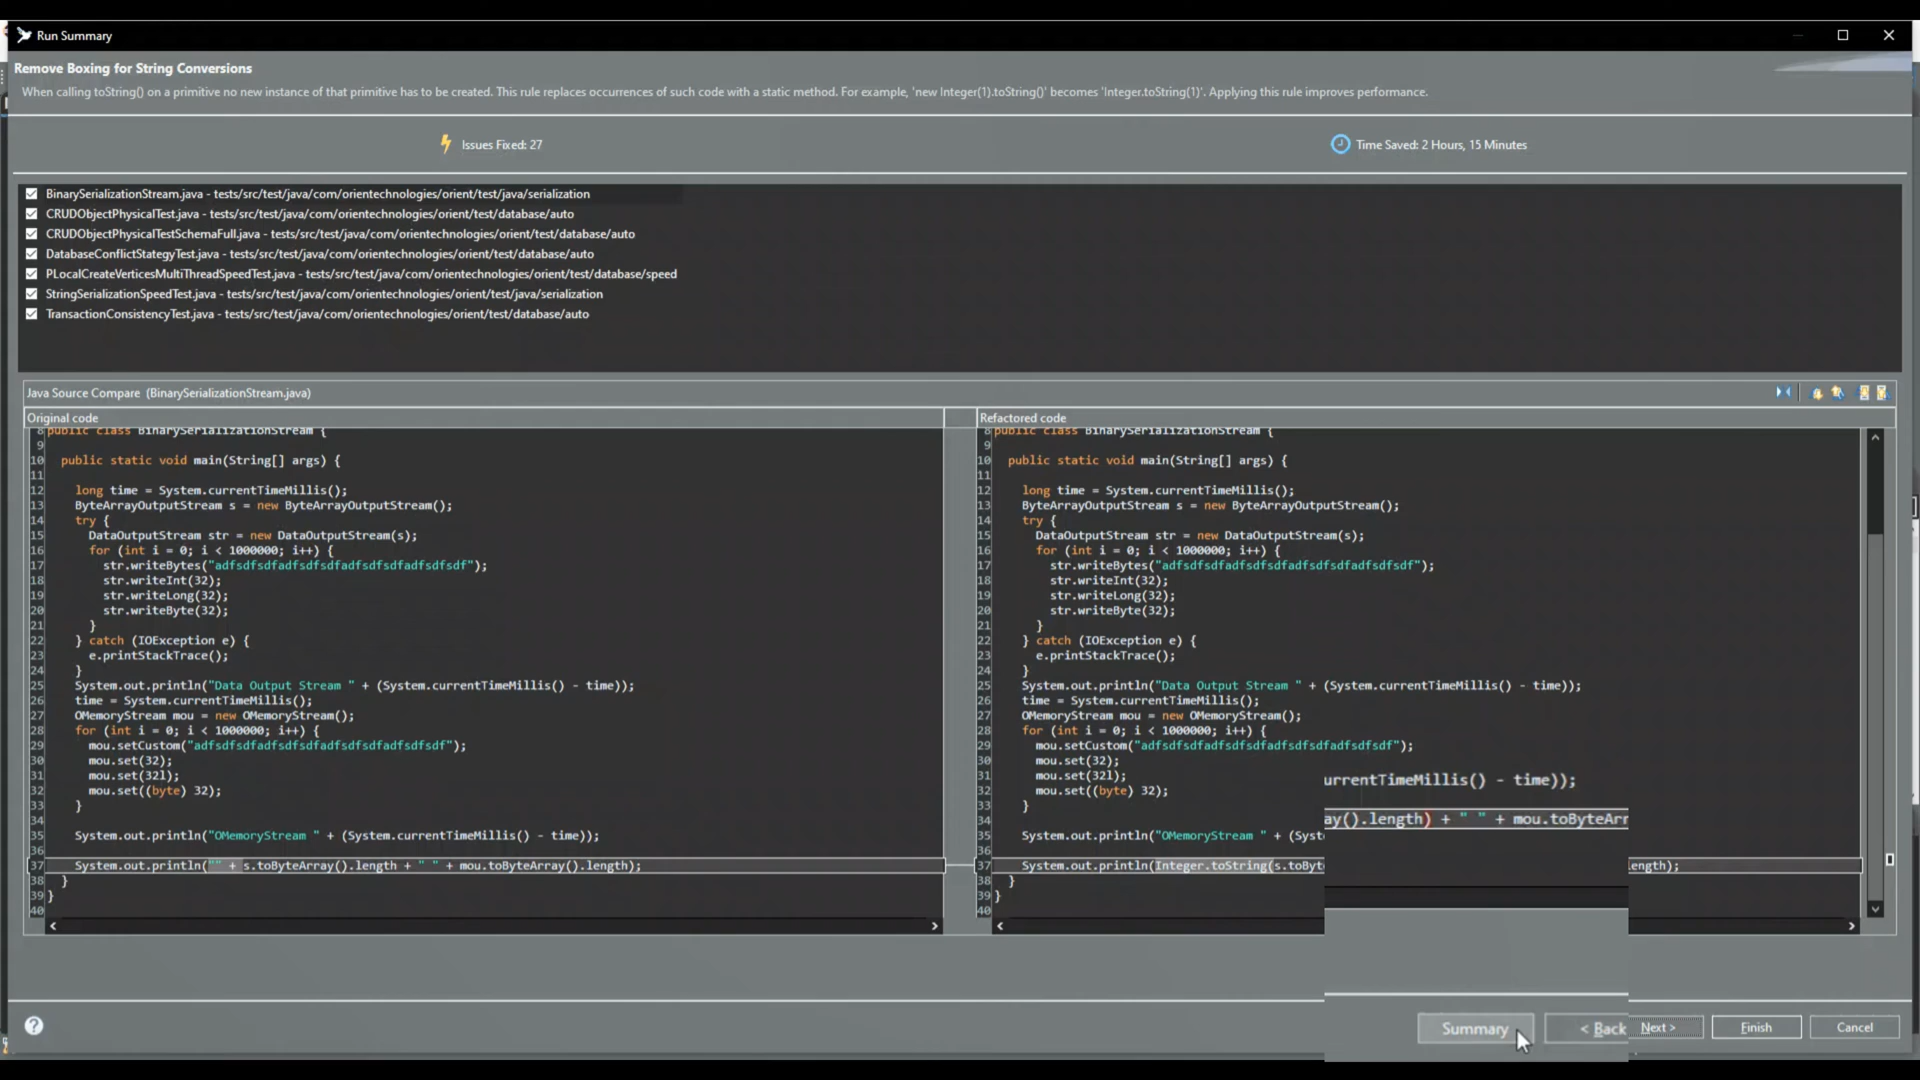 Run Summary
Remove Boxing for String Conversions
When calling toString() on a primitive no new instance of that primitive has to be created. This rule replaces occurrences of such code with a static method. For example, 'new Integer(1).toString()' becomes 'Integer.toString(1)'. Applying this rule improves performance.
Issues Fixed: 27
Time Saved: 2 Hours, 15 Minutes
BinarySerializationStream.java - tests/src/test/java/com/orientechnologies/orient/test/java/serialization
CRUDObjectPhysicalTest.java - tests/src/test/java/com/orientechnologies/orient/test/database/auto
CRUDObjectPhysicalTestSchemaFull.java - tests/src/test/java/com/orientechnologies/orient/test/database/auto
DatabaseConflictStategyTest.java - tests/src/test/java/com/orientechnologies/orient/test/database/auto
PLocalCreateVerticesMultiThreadSpeedTest.java - tests/src/test/java/com/orientechnologies/orient/test/database/speed
StringSerializationSpeedTest.java - tests/src/test/java/com/orientechnologies/orient/test/java/serialization
TransactionConsistencyTest.java - tests/src/test/java/com/orientechnologies/orient/test/database/auto
Java Source Compare (BinarySerializationStream.java)
Original code
8 public class BinarySerializationStream {
9
10 public static void main(String[] args) {
11
12 long time = System.currentTimeMillis();
13 ByteArrayOutputStream s = new ByteArrayOutputStream();
14 try {
15 DataOutputStream str = new DataOutputStream(s);
16 for (int i = 0; i < 1000000; i++) {
17 str.writeBytes("adfsdfsdfadfsdfsdfadfsdfsdfadfsdfsdf");
18 str.writeInt(32);
19 str.writeLong(32);
20 str.writeByte(32);
21 }
22 } catch (IOException e) {
23 e.printStackTrace();
24 }
25 System.out.println("Data Output Stream " + (System.currentTimeMillis() - time));
26 time = System.currentTimeMillis();
27 OMemoryStream mou = new OMemoryStream();
28 for (int i = 0; i < 1000000; i++) {
29 mou.setCustom("adfsdfsdfadfsdfsdfadfsdfsdfadfsdfsdf");
30 mou.set(32);
31 mou.set(32l);
32 mou.set((byte) 32);
33 }
34
35 System.out.println("OMemoryStream " + (System.currentTimeMillis() - time));
36
37 System.out.println("" + s.toByteArray().length + " " + mou.toByteArray().length);
38 }
39 }
40
Refactored code
8 public class BinarySerializationStream {
9
10 public static void main(String[] args) {
11
12 long time = System.currentTimeMillis();
13 ByteArrayOutputStream s = new ByteArrayOutputStream();
14 try {
15 DataOutputStream str = new DataOutputStream(s);
16 for (int i = 0; i < 1000000; i++) {
17 str.writeBytes("adfsdfsdfadfsdfsdfadfsdfsdfadfsdfsdf");
18 str.writeInt(32);
19 str.writeLong(32);
20 str.writeByte(32);
21 }
22 } catch (IOException e) {
23 e.printStackTrace();
24 }
25 System.out.println("Data Output Stream " + (System.currentTimeMillis() - time));
26 time = System.currentTimeMillis();
27 OMemoryStream mou = new OMemoryStream();
28 for (int i = 0; i < 1000000; i++) {
29 mou.setCustom("adfsdfsdfadfsdfsdfadfsdfsdfadfsdfsdf");
30 mou.set(32);
31 mou.set(32l);
32 mou.set((byte) 32);
33 }
34
35 System.out.println("OMemoryStream " + (Syst
36
37 System.out.println(Integer.toString(s.toByt
ength);
38 }
39 }
40
urrentTimeMillis() - time));
ay().length) + " " + mou.toByteArr
Summary
< Back
Next >
Finish
Cancel